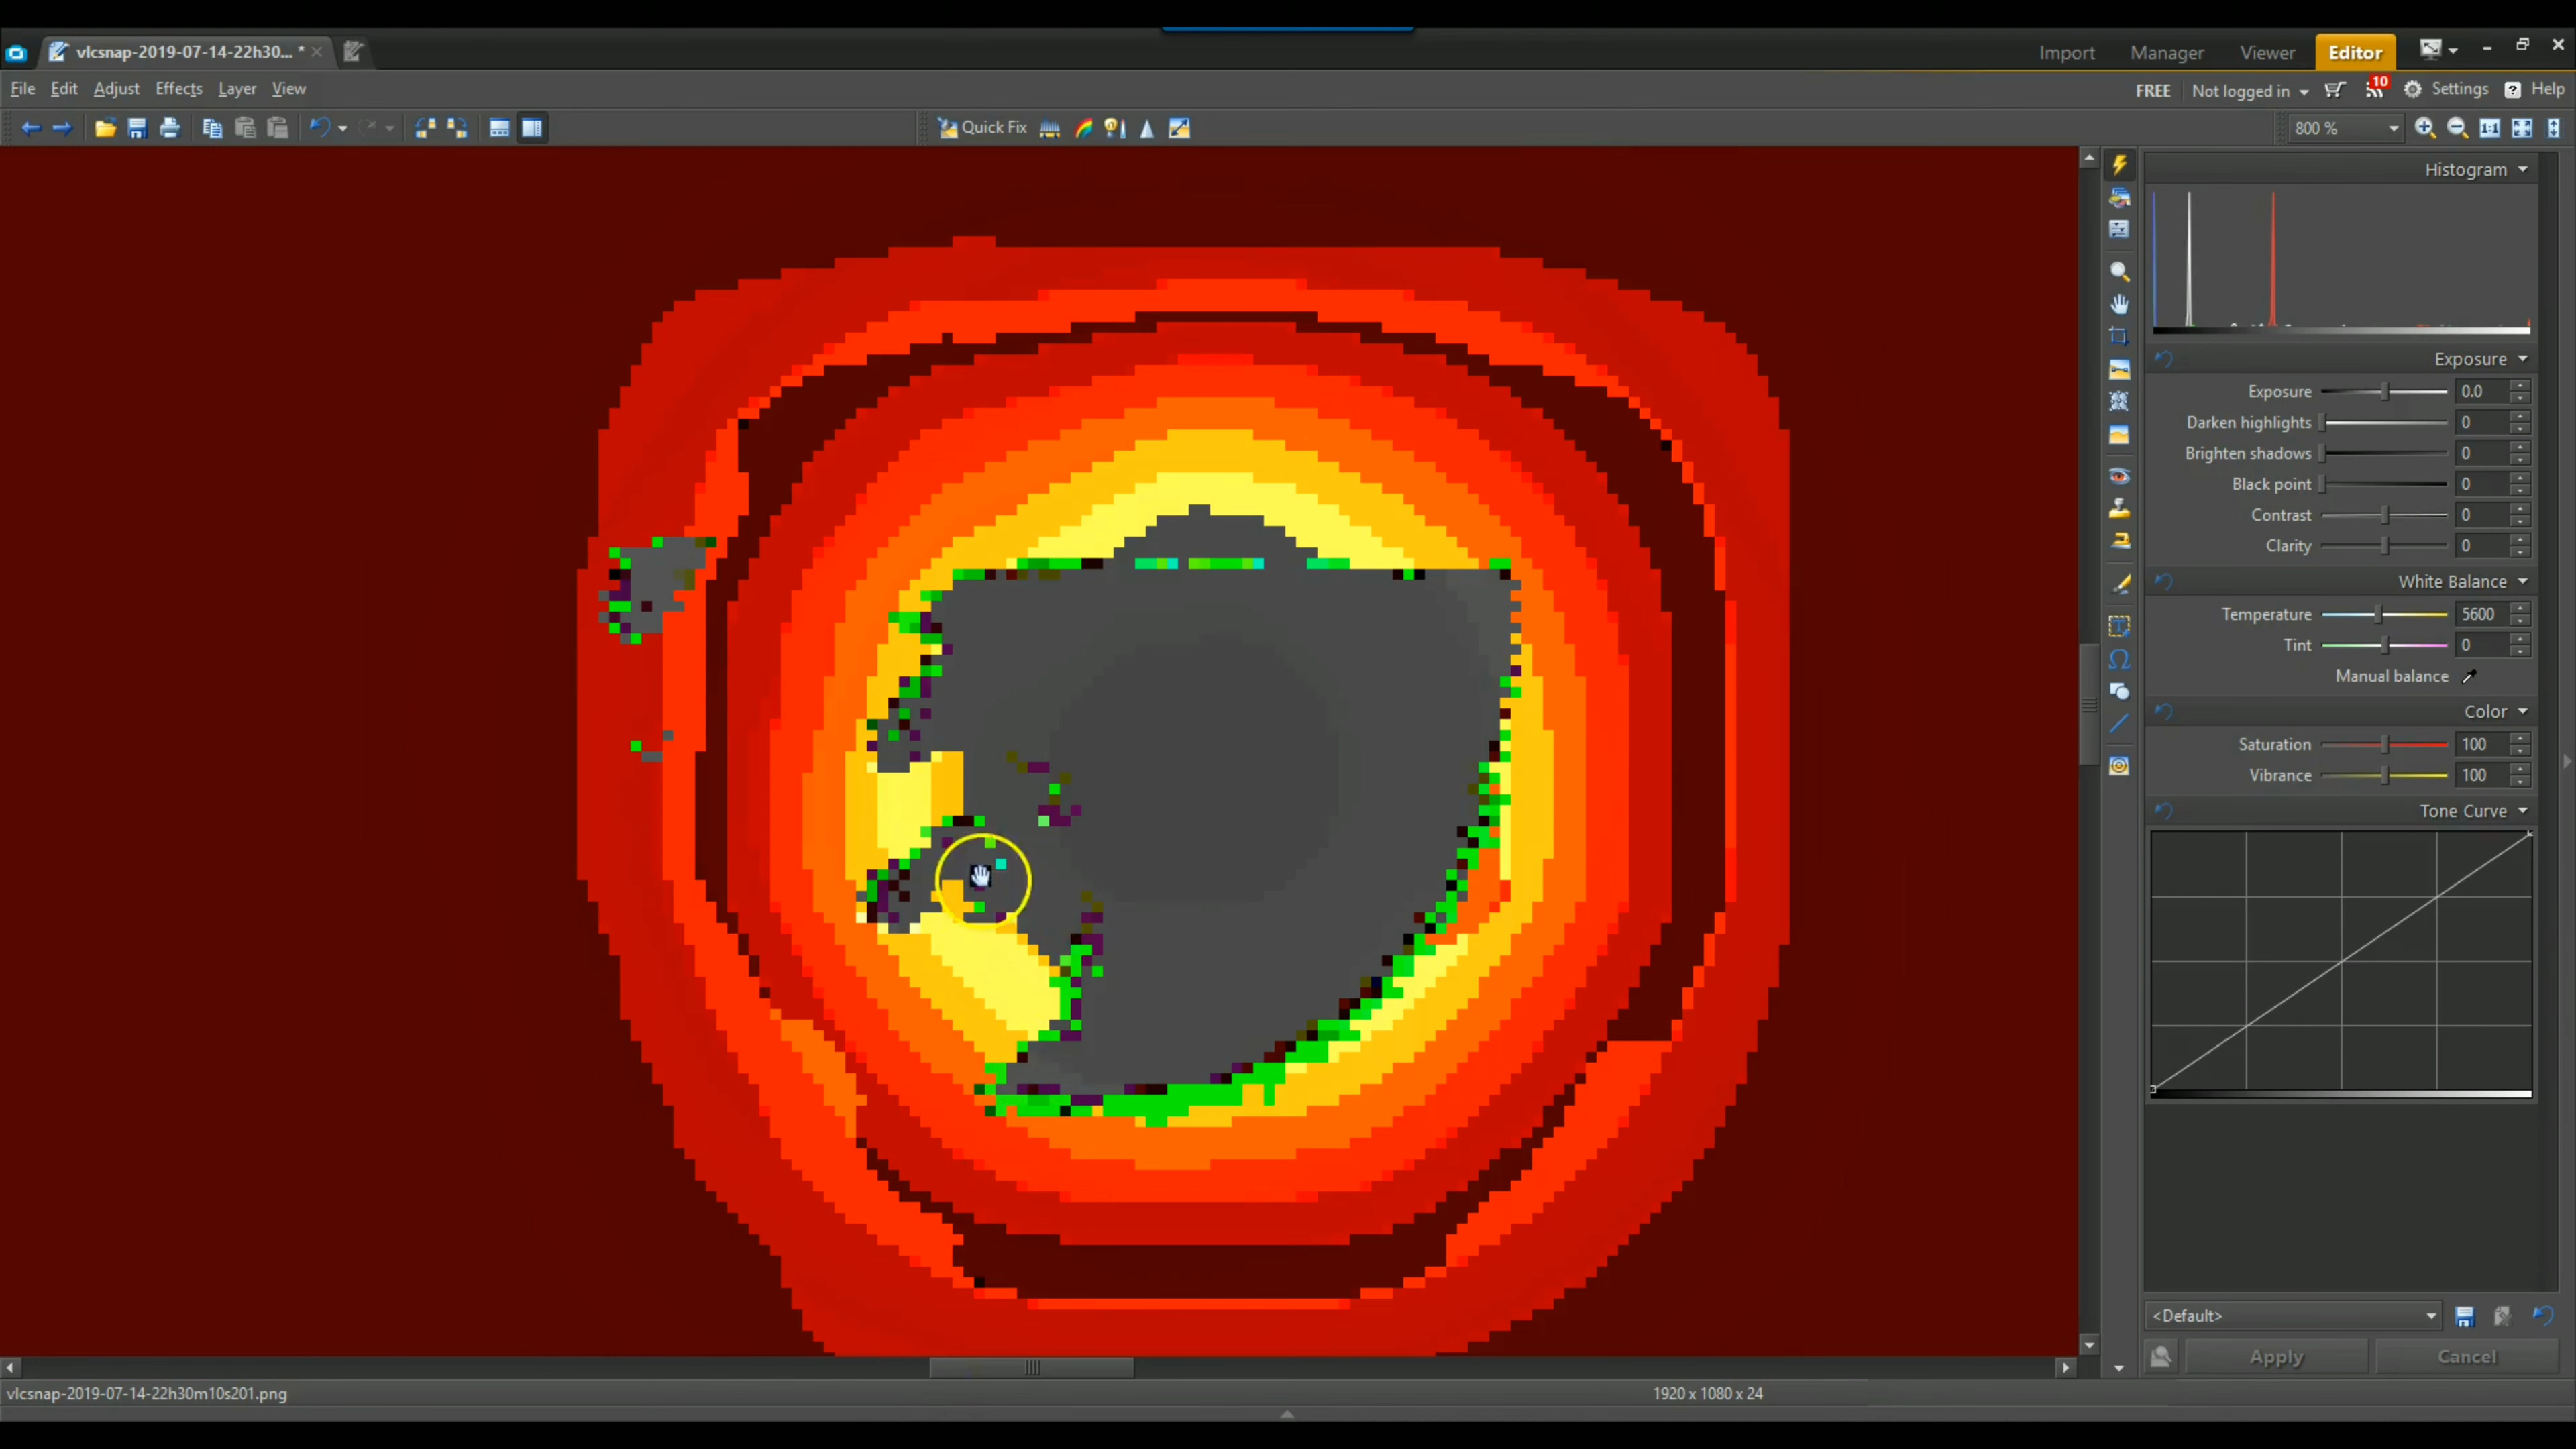 vlcsnap-2019-07-14-22h30... *
Import Manager Viewer Editor
File Edit Adjust Effects Layer View
FREE Not logged in 10 Settings ? Help
Quick Fix
800 %
1:1
Histogram
Exposure
Exposure 0.0
Darken highlights 0
Brighten shadows 0
Black point 0
Contrast 0
Clarity 0
White Balance
Temperature 5600
Tint 0
Manual balance
Color
Saturation 100
Vibrance 100
Tone Curve
<Default>
Apply Cancel
vlcsnap-2019-07-14-22h30m10s201.png
1920 x 1080 x 24